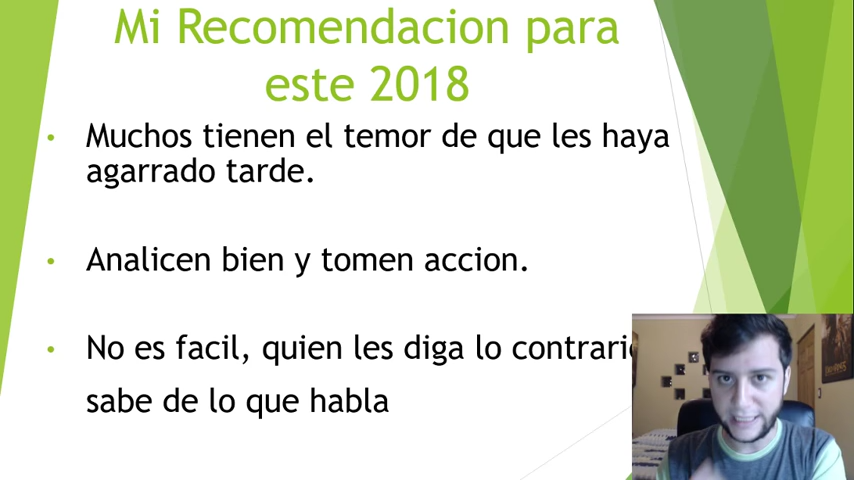 Mi Recomendacion para
este 2018
• Muchos tienen el temor de que les haya
agarrado tarde.
• Analicen bien y tomen accion.
• No es facil, quien les diga lo contrario
sabe de lo que habla